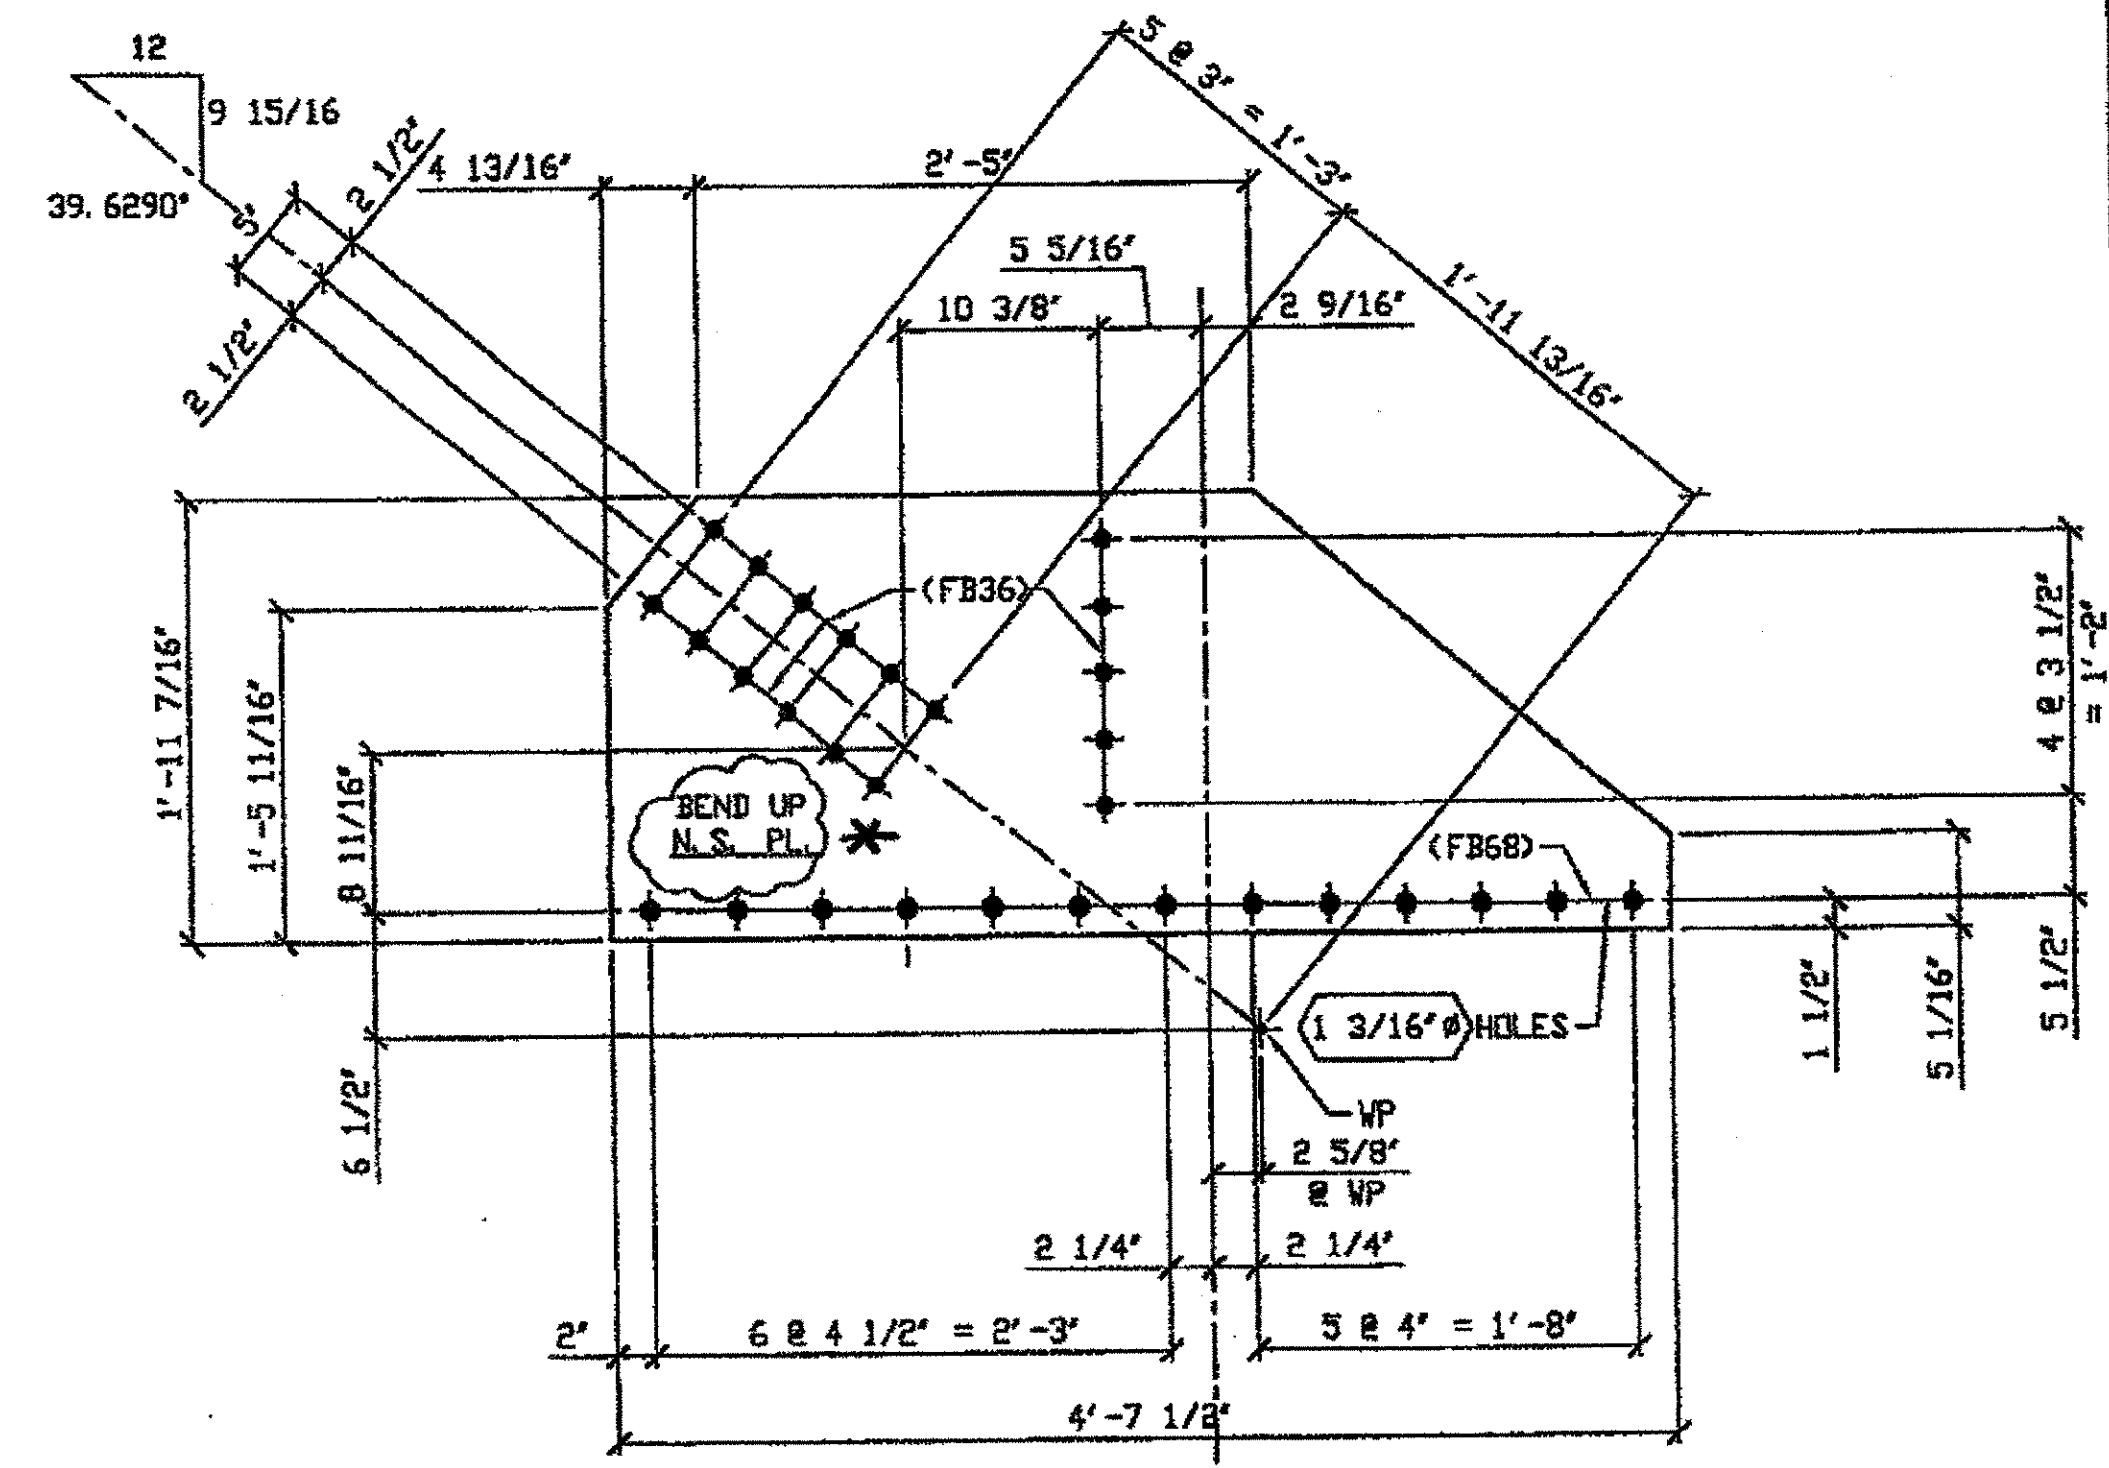 12
9 15/16
39.6290°
5"
2 1/2"
2 1/2"
4 13/16"
2'-5"
5 @ 3" = 1'-3"
5 5/16"
10 3/8"
2 9/16"
1'-11 13/16"
(FB36)
1'-11 7/16"
1'-5 11/16"
8 11/16"
6 1/2"
BEND UP
N.S. PL.
(FB68)
4 @ 3 1/2"
= 1'-2"
1 1/2"
5 1/16"
5 1/2"
1 3/16"Ø HOLES
WP
2 5/8"
@ WP
2 1/4"
2 1/4"
2"
6 @ 4 1/2" = 2'-3"
5 @ 4" = 1'-8"
4'-7 1/2"